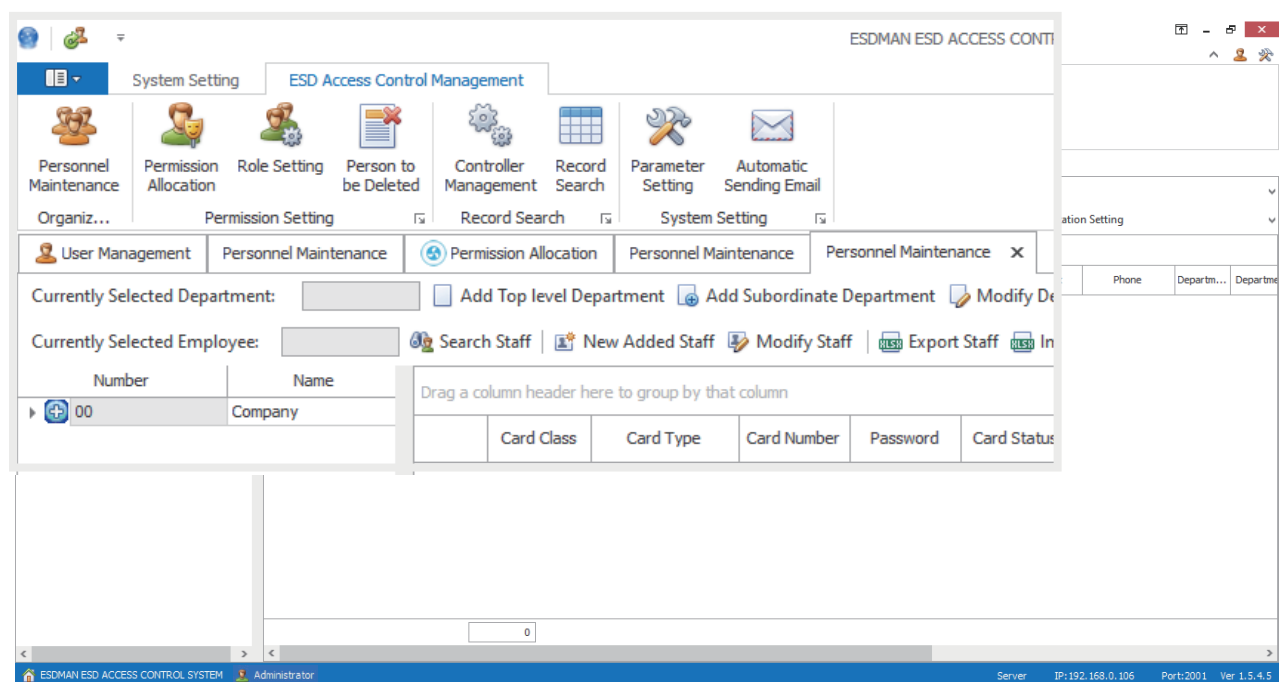 ESDMAN ESD ACCESS CONT
System Setting
ESD Access Control Management
Personnel Maintenance
Permission Allocation
Role Setting
Person to be Deleted
Controller Management
Record Search
Parameter Setting
Automatic Sending Email
Organiz...
Permission Setting
Record Search
System Setting
ation Setting
User Management
Personnel Maintenance
Permission Allocation
Personnel Maintenance
Personnel Maintenance
Currently Selected Department:
Add Top level Department
Add Subordinate Department
Modify De
Phone
Departm...
Departme
Currently Selected Employee:
Search Staff
New Added Staff
Modify Staff
XLSX
Export Staff
XLSX
In
Number
Name
Drag a column header here to group by that column
00
Company
Card Class
Card Type
Card Number
Password
Card Status
0
ESDMAN ESD ACCESS CONTROL SYSTEM
Administrator
Server
IP:192.168.0.106
Port:2001
Ver 1.5.4.5